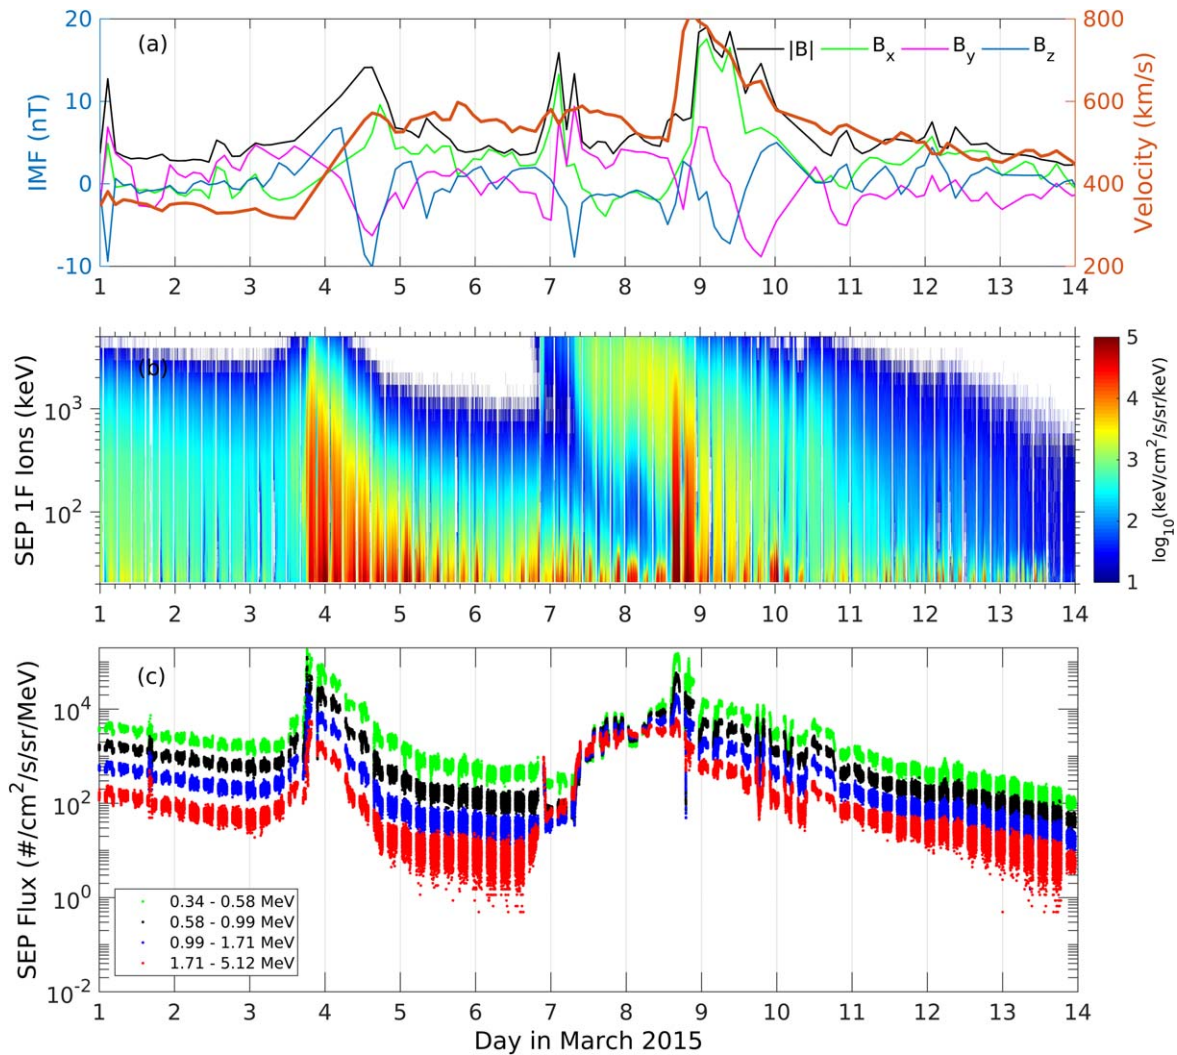 (a)
|B| Bx By Bz
20
10
0
-10
IMF (nT)
800
600
400
200
Velocity (km/s)
1 2 3 4 5 6 7 8 9 10 11 12 13 14
(b)
10³
10²
SEP 1F Ions (keV)
5
4
3
2
1
log₁₀(keV/cm²/s/sr/keV)
1 2 3 4 5 6 7 8 9 10 11 12 13 14
(c)
10⁴
10²
10⁰
10⁻²
SEP Flux (#/cm²/s/sr/MeV)
0.34 - 0.58 MeV
0.58 - 0.99 MeV
0.99 - 1.71 MeV
1.71 - 5.12 MeV
1 2 3 4 5 6 7 8 9 10 11 12 13 14
Day in March 2015